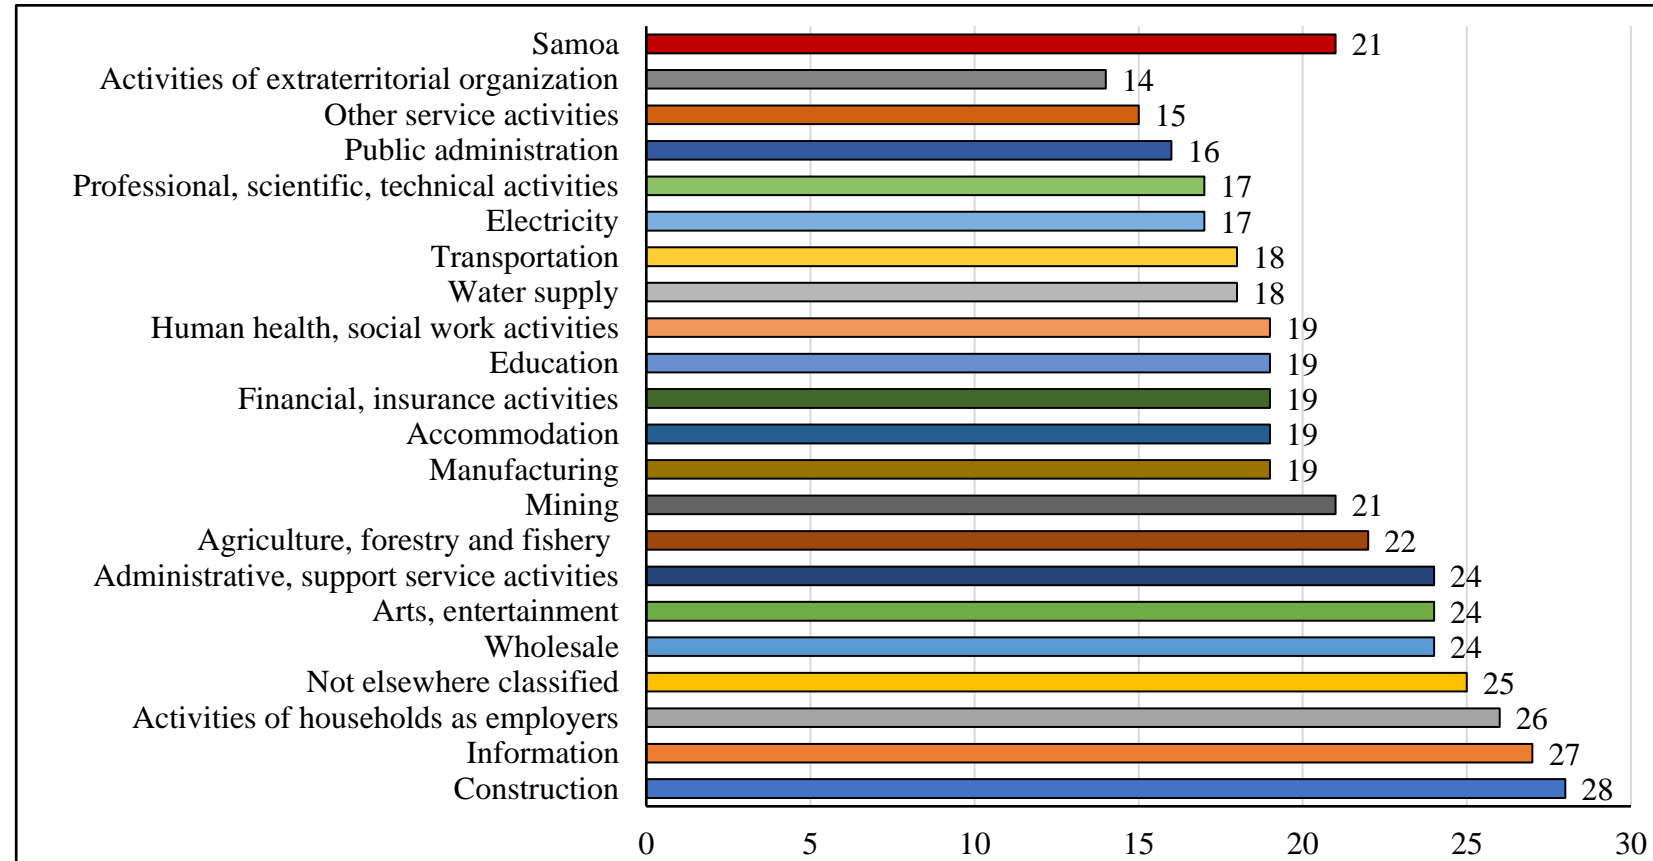 Samoa 21
Activities of extraterritorial organization 14
Other service activities 15
Public administration 16
Professional, scientific, technical activities 17
Electricity 17
Transportation 18
Water supply 18
Human health, social work activities 19
Education 19
Financial, insurance activities 19
Accommodation 19
Manufacturing 19
Mining 21
Agriculture, forestry and fishery 22
Administrative, support service activities 24
Arts, entertainment 24
Wholesale 24
Not elsewhere classified 25
Activities of households as employers 26
Information 27
Construction 28
0 5 10 15 20 25 30